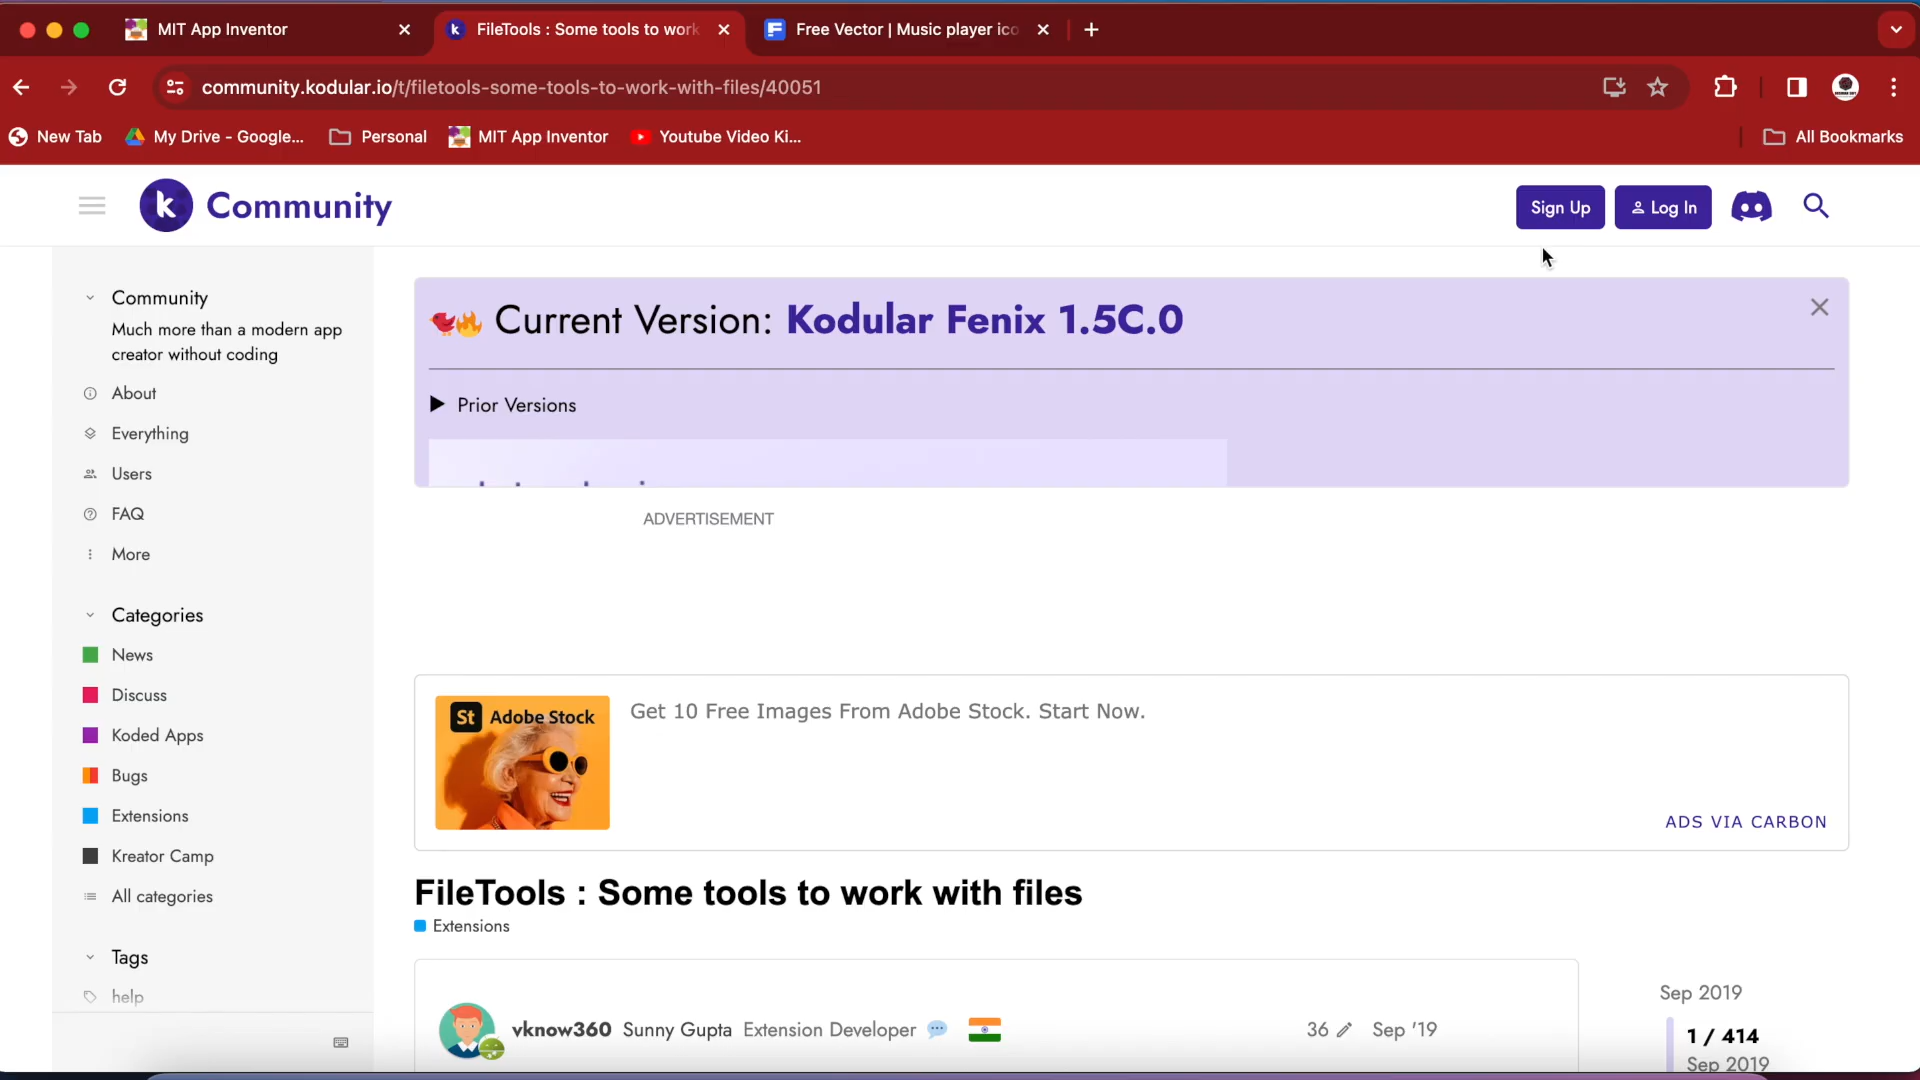 MIT App Inventor
FileTools : Some tools to work
Free Vector | Music player ico
community.kodular.io/t/filetools-some-tools-to-work-with-files/40051
New Tab
My Drive - Google...
Personal
MIT App Inventor
Youtube Video Ki...
All Bookmarks
k Community
Sign Up
Log In
Community
Much more than a modern app
creator without coding
About
Everything
Users
FAQ
More
Categories
News
Discuss
Koded Apps
Bugs
Extensions
Kreator Camp
All categories
Tags
help
Current Version: Kodular Fenix 1.5C.0
Prior Versions
ADVERTISEMENT
St Adobe Stock
Get 10 Free Images From Adobe Stock. Start Now.
ADS VIA CARBON
FileTools : Some tools to work with files
Extensions
vknow360 Sunny Gupta Extension Developer
36
Sep '19
Sep 2019
1 / 414
Sep 2019